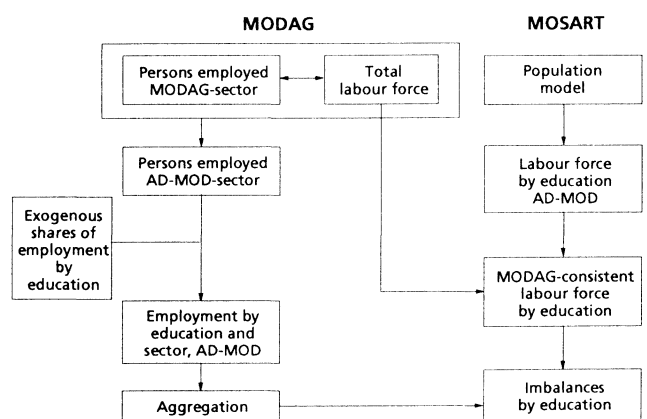 MODAG
MOSART
Persons employed
MODAG-sector
Total
labour force
Population
model
Persons employed
AD-MOD-sector
Labour force
by education
AD-MOD
Exogenous
shares of
employment
by
education
MODAG-consistent
labour force
by education
Employment by
education and
sector, AD-MOD
Aggregation
Imbalances
by education